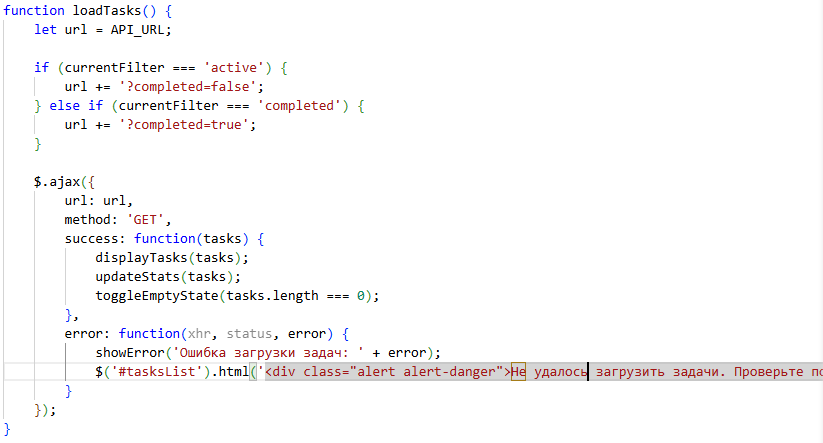 function loadTasks() {
    let url = API_URL;

    if (currentFilter === 'active') {
        url += '?completed=false';
    } else if (currentFilter === 'completed') {
        url += '?completed=true';
    }

    $.ajax({
        url: url,
        method: 'GET',
        success: function(tasks) {
            displayTasks(tasks);
            updateStats(tasks);
            toggleEmptyState(tasks.length === 0);
        },
        error: function(xhr, status, error) {
            showError('Ошибка загрузки задач: ' + error);
            $('#tasksList').html('<div class="alert alert-danger">Не удалось загрузить задачи. Проверьте
        }
    });
}